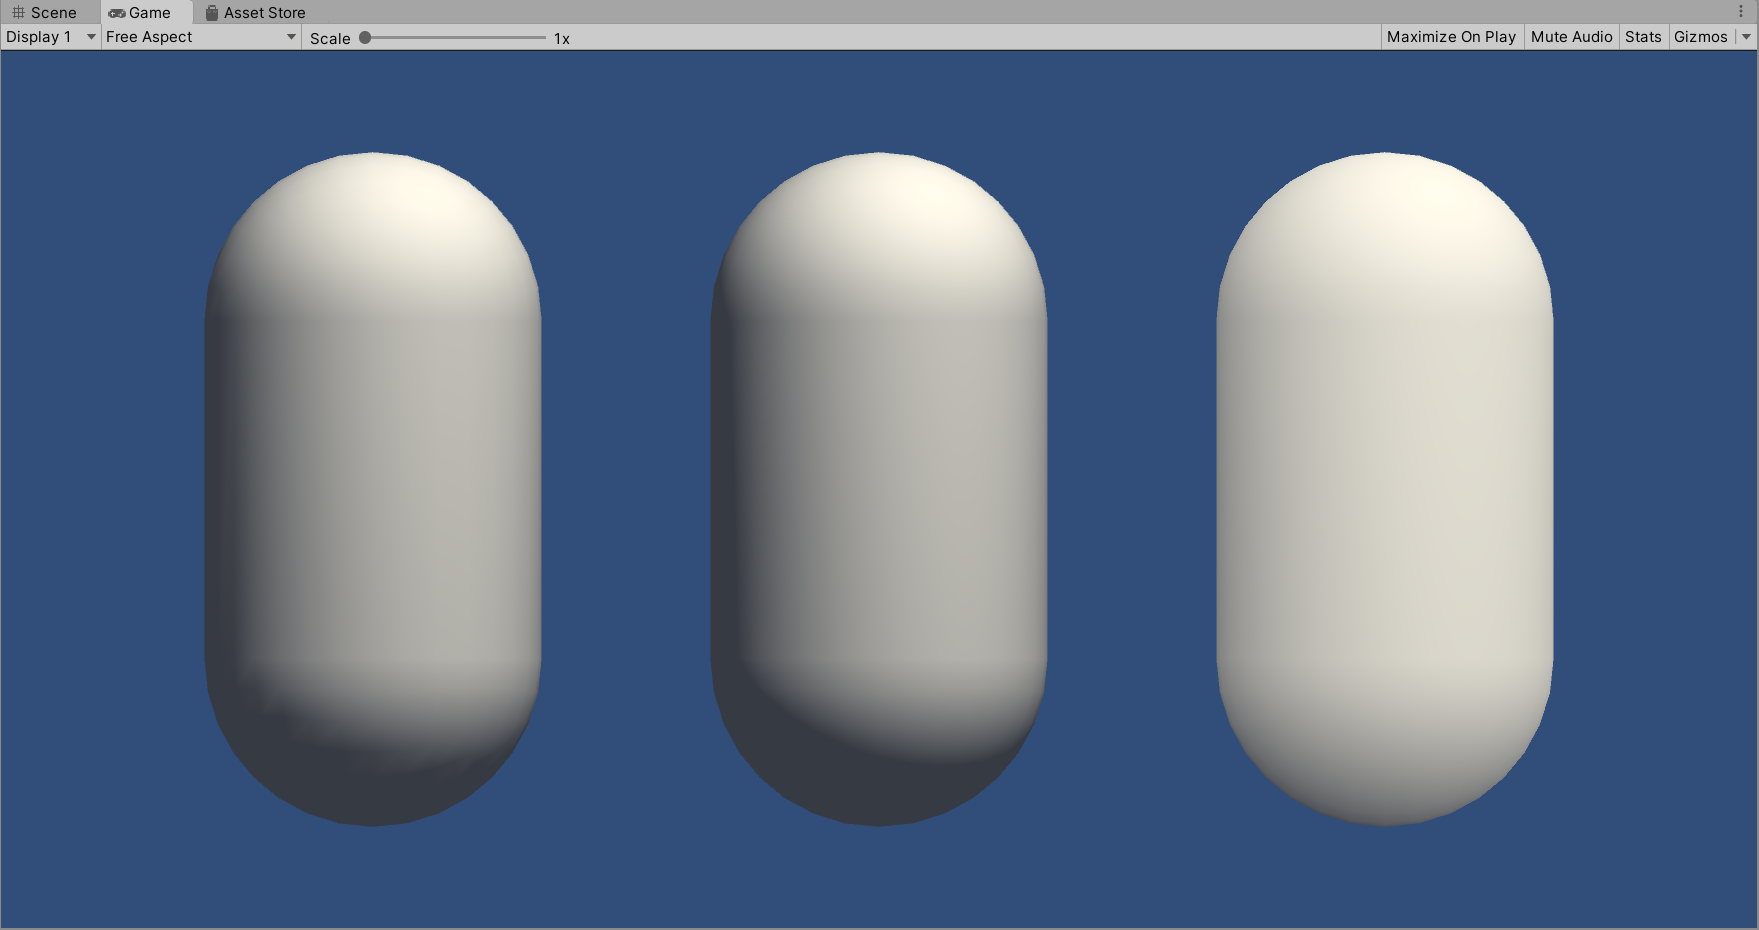 Scene Game Asset Store
Display 1 Free Aspect Scale 1x Maximize On Play Mute Audio Stats Gizmos